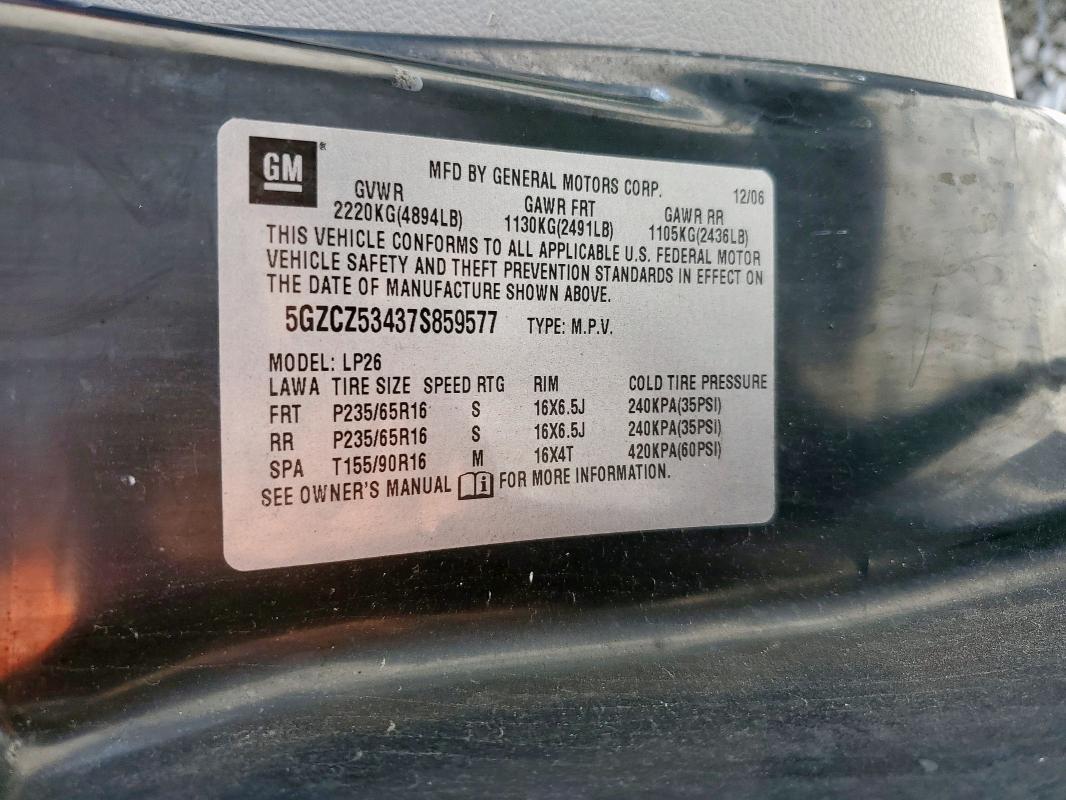 GM®
MFD BY GENERAL MOTORS CORP. 12/06
GVWR GAWR FRT GAWR RR
2220KG(4894LB) 1130KG(2491LB) 1105KG(2436LB)
THIS VEHICLE CONFORMS TO ALL APPLICABLE U.S. FEDERAL MOTOR
VEHICLE SAFETY AND THEFT PREVENTION STANDARDS IN EFFECT ON
THE DATE OF MANUFACTURE SHOWN ABOVE.
5GZCZ53437S859577 TYPE: M.P.V.
MODEL: LP26
LAWA TIRE SIZE SPEED RTG RIM COLD TIRE PRESSURE
FRT P235/65R16 S 16X6.5J 240KPA(35PSI)
RR P235/65R16 S 16X6.5J 240KPA(35PSI)
SPA T155/90R16 M 16X4T 420KPA(60PSI)
SEE OWNER'S MANUAL i FOR MORE INFORMATION.